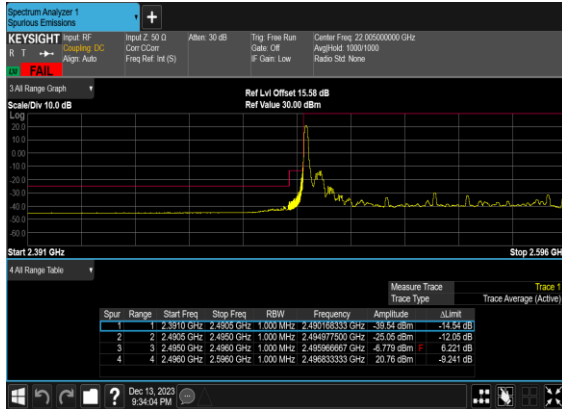 Spectrum Analyzer 1
Spurious Emissions
+
KEYSIGHT Input: RF Input Z: 50 Ω Atten: 30 dB Trig: Free Run Center Freq: 22.005000000 GHz
R T Coupling: DC Corr CCorr Gate: Off Avg|Hold: 1000/1000
Align: Auto Freq Ref: Int (S) IF Gain: Low Radio Std: None
LV FAIL
3 All Range Graph Ref Lvl Offset 15.58 dB
Scale/Div 10.0 dB Ref Value 30.00 dBm
Log
20.0
10.0
0.00
-10.0
-20.0
-30.0
-40.0
-50.0
-60.0
Start 2.391 GHz Stop 2.596 GH
4 All Range Table
Measure Trace Trace 1
Trace Type Trace Average (Active)
Spur Range Start Freq Stop Freq RBW Frequency Amplitude ΔLimit
1 1 2.3910 GHz 2.4905 GHz 1.000 MHz 2.490168333 GHz -39.54 dBm -14.54 dB
2 2 2.4905 GHz 2.4950 GHz 1.000 MHz 2.494977500 GHz -25.05 dBm -12.05 dB
3 3 2.4950 GHz 2.4960 GHz 1.000 MHz 2.495966667 GHz -6.779 dBm F 6.221 dB
4 4 2.4960 GHz 2.5960 GHz 1.000 MHz 2.496833333 GHz 20.76 dBm -9.241 dB
? Dec 13, 2023
9:34:04 PM